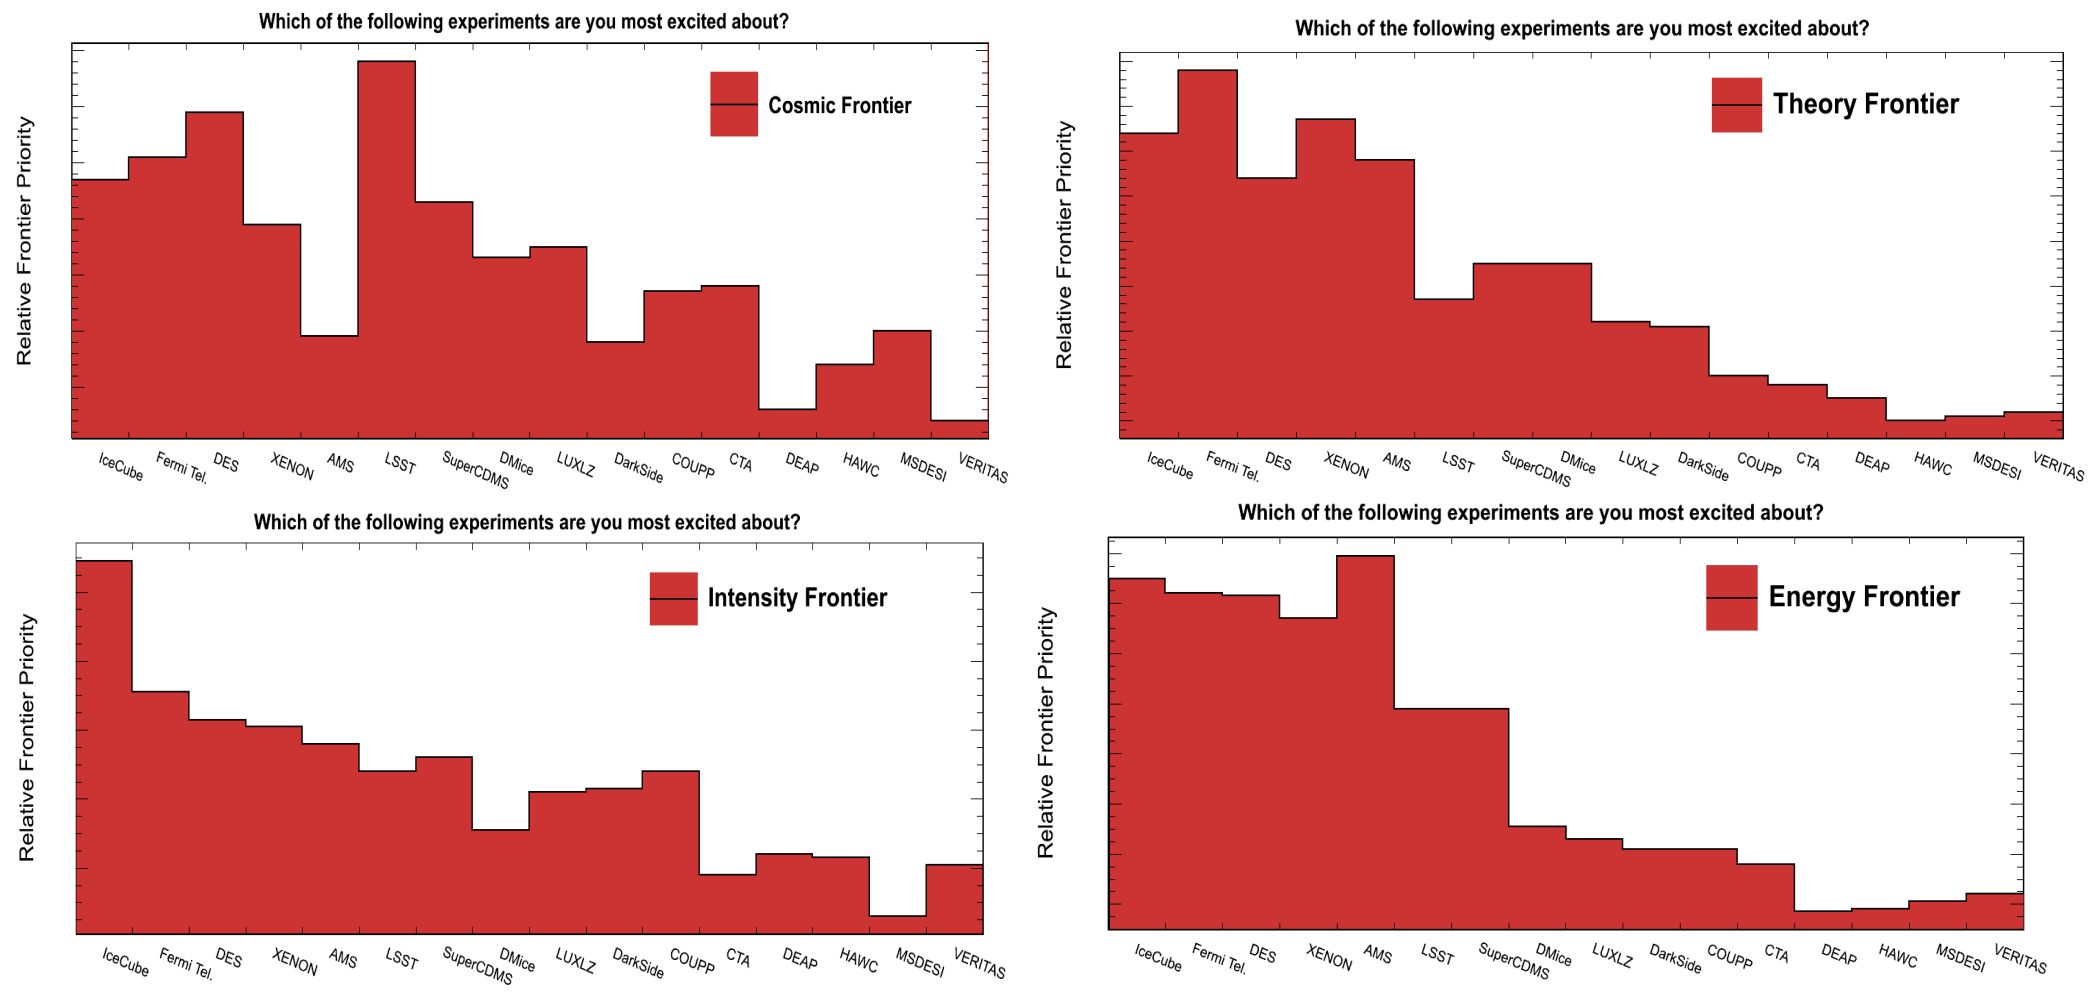 Which of the following experiments are you most excited about?
Cosmic Frontier
Relative Frontier Priority
IceCube
Fermi Tel.
DES
XENON
AMS
LSST
SuperCDMS
DMice
LUXLZ
DarkSide
COUPP
CTA
DEAP
HAWC
MSDESI
VERITAS
Which of the following experiments are you most excited about?
Theory Frontier
Relative Frontier Priority
IceCube
Fermi Tel.
DES
XENON
AMS
LSST
SuperCDMS
DMice
LUXLZ
DarkSide
COUPP
CTA
DEAP
HAWC
MSDESI
VERITAS
Which of the following experiments are you most excited about?
Intensity Frontier
Relative Frontier Priority
IceCube
Fermi Tel.
DES
XENON
AMS
LSST
SuperCDMS
DMice
LUXLZ
DarkSide
COUPP
CTA
DEAP
HAWC
MSDESI
VERITAS
Which of the following experiments are you most excited about?
Energy Frontier
Relative Frontier Priority
IceCube
Fermi Tel.
DES
XENON
AMS
LSST
SuperCDMS
DMice
LUXLZ
DarkSide
COUPP
CTA
DEAP
HAWC
MSDESI
VERITAS